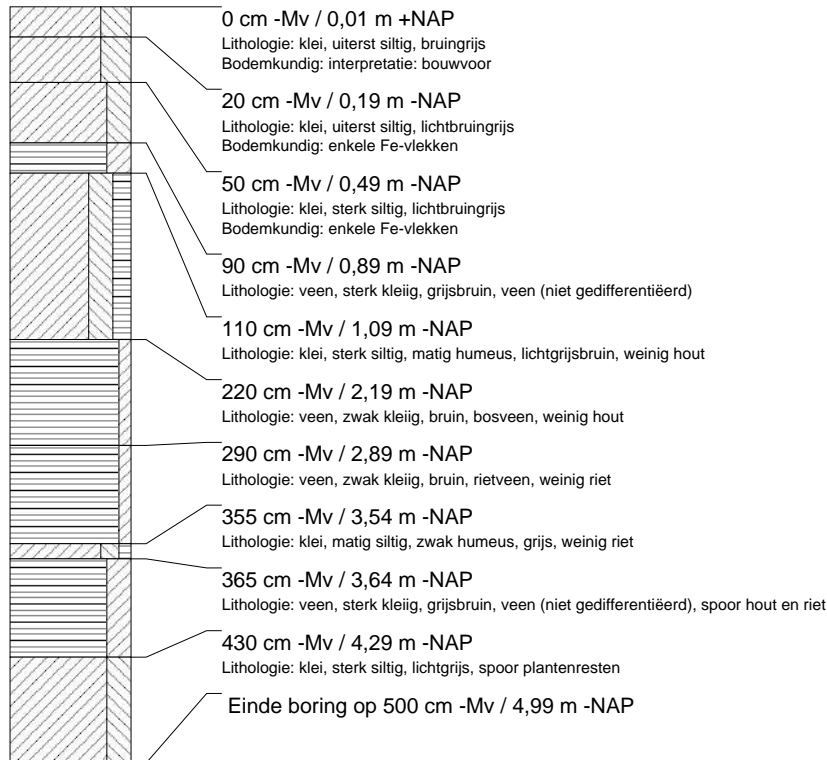 0 cm -Mv / 0,01 m +NAP
Lithologie: klei, uiterst siltig, bruingrijs
Bodemkundig: interpretatie: bouwvoor
20 cm -Mv / 0,19 m -NAP
Lithologie: klei, uiterst siltig, lichtbruingrijs
Bodemkundig: enkele Fe-vlekken
50 cm -Mv / 0,49 m -NAP
Lithologie: klei, sterk siltig, lichtbruingrijs
Bodemkundig: enkele Fe-vlekken
90 cm -Mv / 0,89 m -NAP
Lithologie: veen, sterk kleiig, grijsbruin, veen (niet gedifferentiëerd)
110 cm -Mv / 1,09 m -NAP
Lithologie: klei, sterk siltig, matig humeus, lichtgrijsbruin, weinig hout
220 cm -Mv / 2,19 m -NAP
Lithologie: veen, zwak kleiig, bruin, bosveen, weinig hout
290 cm -Mv / 2,89 m -NAP
Lithologie: veen, zwak kleiig, bruin, rietveen, weinig riet
355 cm -Mv / 3,54 m -NAP
Lithologie: klei, matig siltig, zwak humeus, grijs, weinig riet
365 cm -Mv / 3,64 m -NAP
Lithologie: veen, sterk kleiig, grijsbruin, veen (niet gedifferentiëerd), spoor hout en riet
430 cm -Mv / 4,29 m -NAP
Lithologie: klei, sterk siltig, lichtgrijs, spoor plantenresten
Einde boring op 500 cm -Mv / 4,99 m -NAP